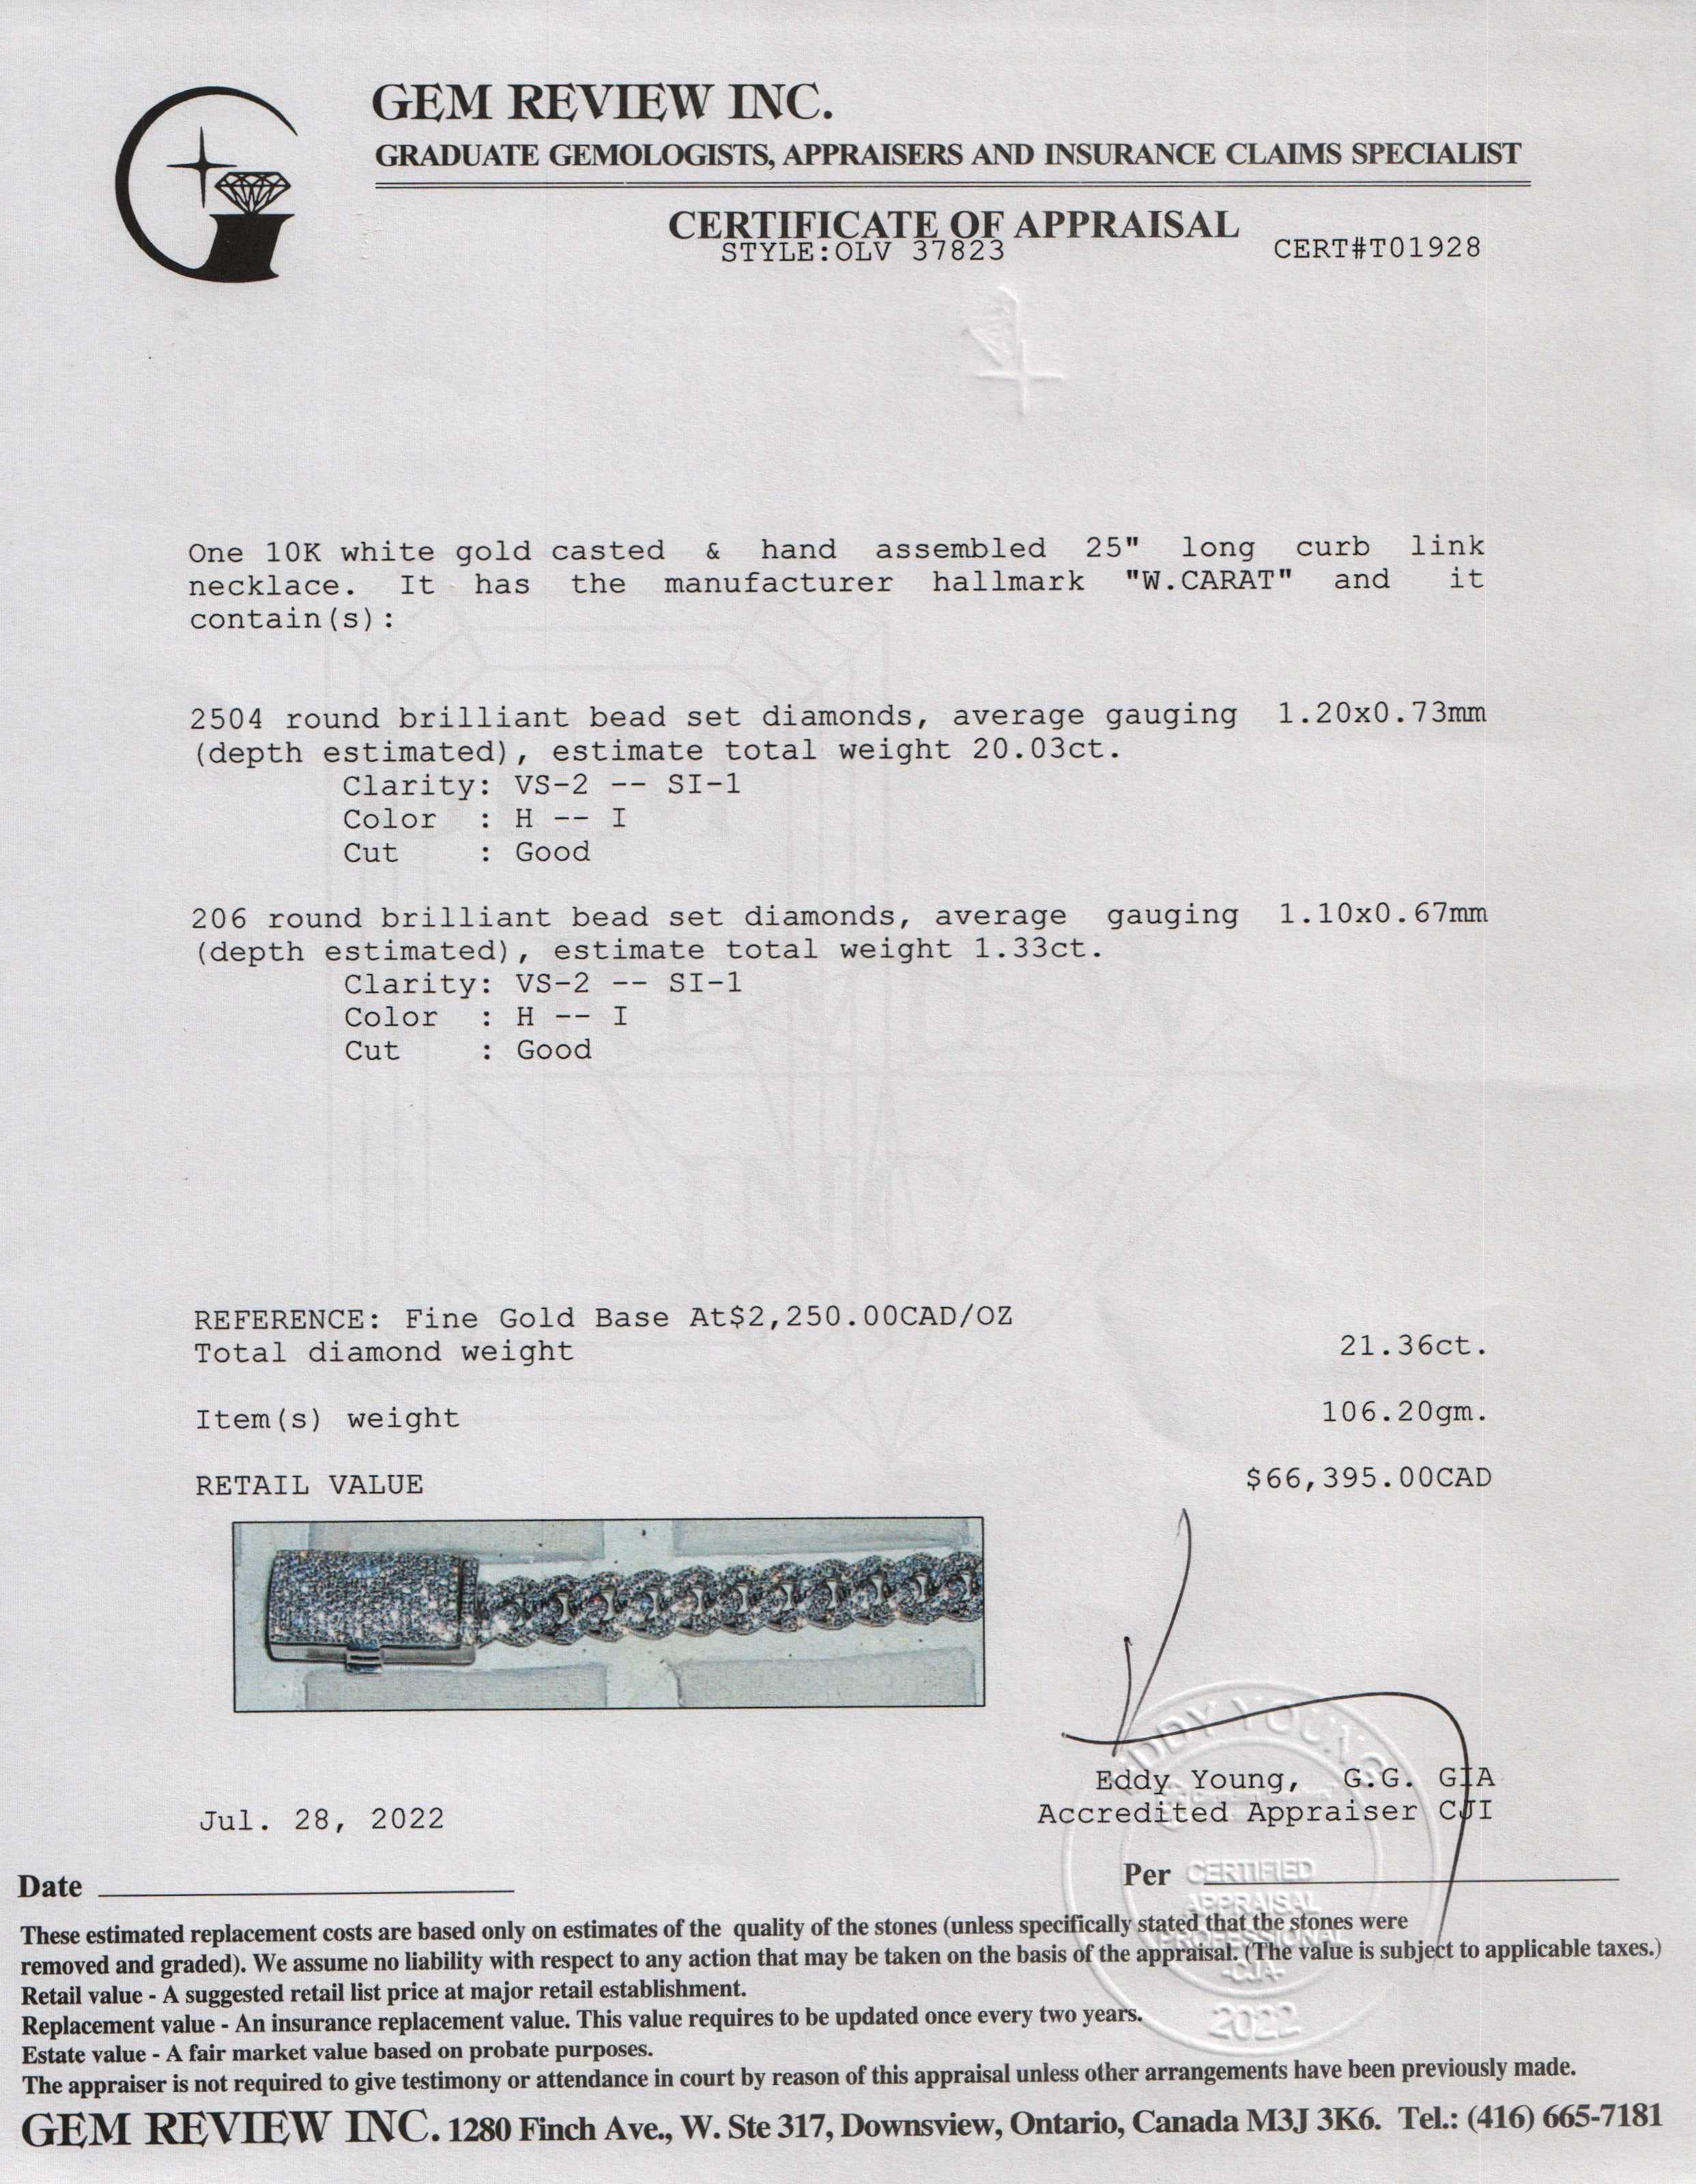 GEM REVIEW INC.
GRADUATE GEMOLOGISTS, APPRAISERS AND INSURANCE CLAIMS SPECIALIST
CERTIFICATE OF APPRAISAL
STYLE:OLV 37823 CERT#T01928
One 10K white gold casted & hand assembled 25" long curb link
necklace. It has the manufacturer hallmark "W.CARAT" and it
contain(s):
2504 round brilliant bead set diamonds, average gauging 1.20x0.73mm
(depth estimated), estimate total weight 20.03ct.
Clarity: VS-2 -- SI-1
Color : H -- I
Cut : Good
206 round brilliant bead set diamonds, average gauging 1.10x0.67mm
(depth estimated), estimate total weight 1.33ct.
Clarity: VS-2 -- SI-1
Color : H -- I
Cut : Good
REFERENCE: Fine Gold Base At$2,250.00CAD/OZ
Total diamond weight 21.36ct.
Item(s) weight 106.20gm.
RETAIL VALUE $66,395.00CAD
EDDY YOUNG
Eddy Young, G.G. GIA
Jul. 28, 2022 Accredited Appraiser CJI
Date Per
CERTIFIED
APPRAISAL
PROFESSIONAL
-CJA-
2022
These estimated replacement costs are based only on estimates of the quality of the stones (unless specifically stated that the stones were
removed and graded). We assume no liability with respect to any action that may be taken on the basis of the appraisal. (The value is subject to applicable taxes.)
Retail value - A suggested retail list price at major retail establishment.
Replacement value - An insurance replacement value. This value requires to be updated once every two years.
Estate value - A fair market value based on probate purposes.
The appraiser is not required to give testimony or attendance in court by reason of this appraisal unless other arrangements have been previously made.
GEM REVIEW INC. 1280 Finch Ave., W. Ste 317, Downsview, Ontario, Canada M3J 3K6. Tel.: (416) 665-7181